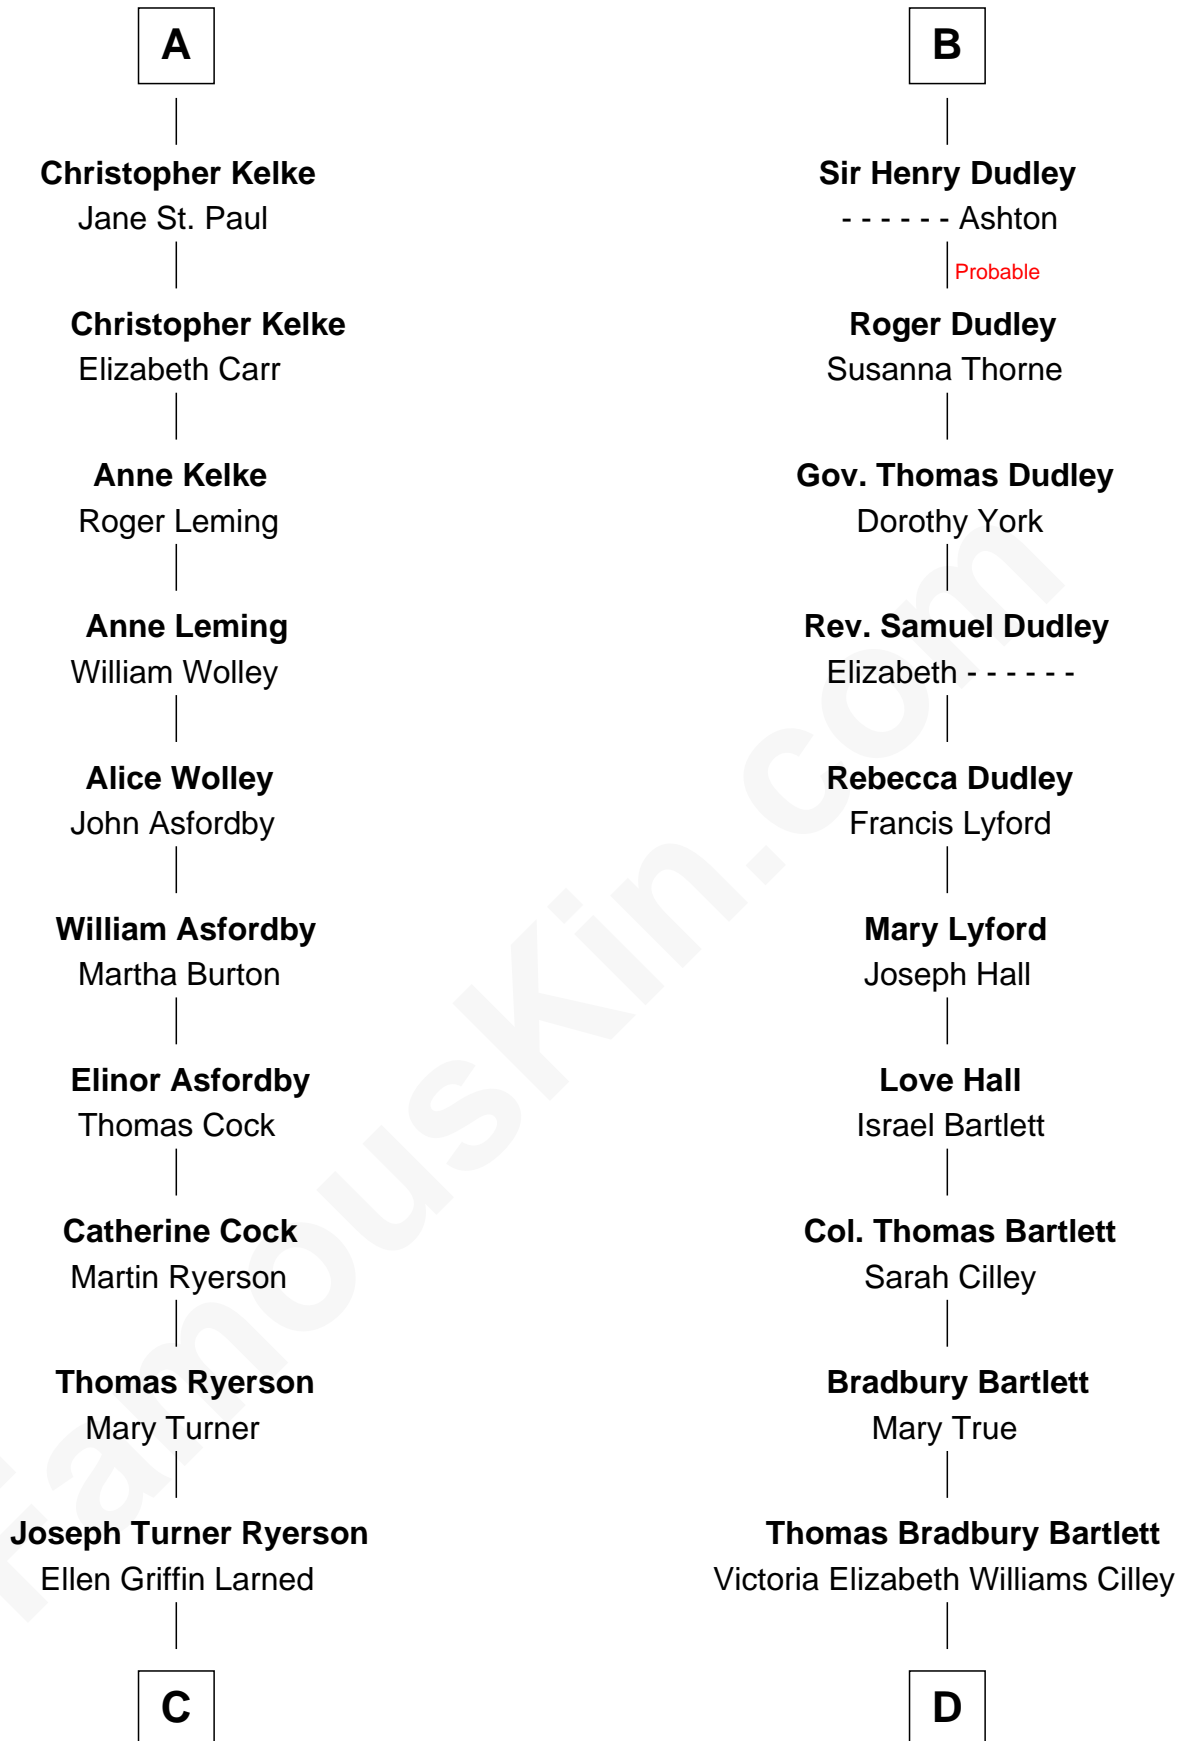 A
Christopher Kelke
Jane St. Paul
Christopher Kelke
Elizabeth Carr
Anne Kelke
Roger Leming
Anne Leming
William Wolley
Alice Wolley
John Asfordby
William Asfordby
Martha Burton
Elinor Asfordby
Thomas Cock
Catherine Cock
Martin Ryerson
Thomas Ryerson
Mary Turner
Joseph Turner Ryerson
Ellen Griffin Larned
C
B
Sir Henry Dudley
- - - - - - Ashton
Probable
Roger Dudley
Susanna Thorne
Gov. Thomas Dudley
Dorothy York
Rev. Samuel Dudley
Elizabeth - - - - - -
Rebecca Dudley
Francis Lyford
Mary Lyford
Joseph Hall
Love Hall
Israel Bartlett
Col. Thomas Bartlett
Sarah Cilley
Bradbury Bartlett
Mary True
Thomas Bradbury Bartlett
Victoria Elizabeth Williams Cilley
D
FamousKin.com